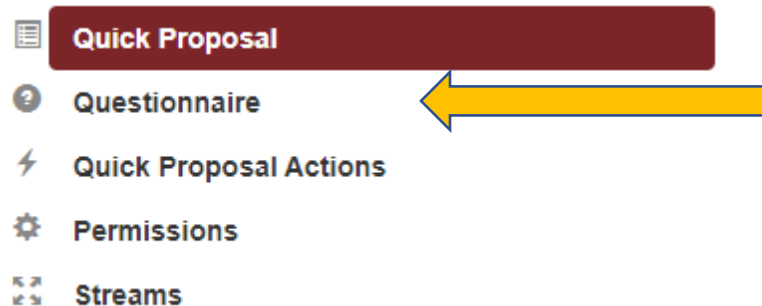 Quick Proposal
Questionnaire
Quick Proposal Actions
Permissions
Streams